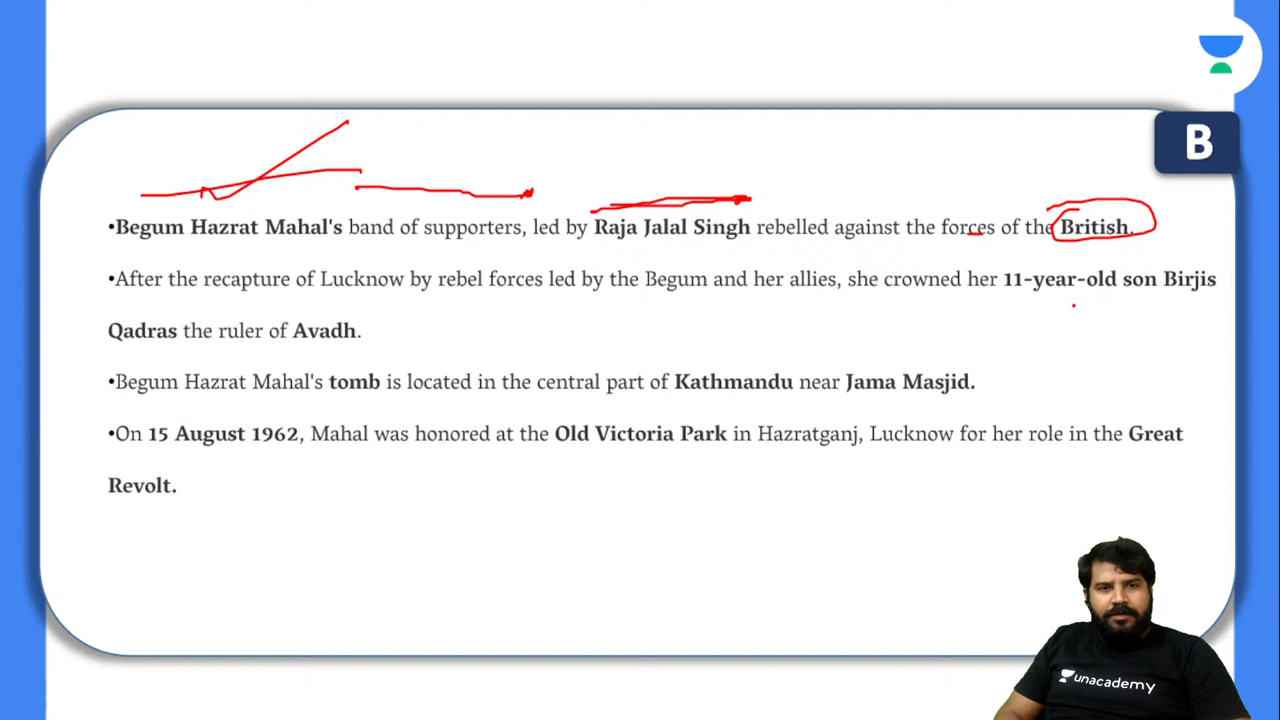 B
•Begum Hazrat Mahal's band of supporters, led by Raja Jalal Singh rebelled against the forces of the British.
•After the recapture of Lucknow by rebel forces led by the Begum and her allies, she crowned her 11-year-old son Birjis
Qadras the ruler of Avadh.
•Begum Hazrat Mahal's tomb is located in the central part of Kathmandu near Jama Masjid.
•On 15 August 1962, Mahal was honored at the Old Victoria Park in Hazratganj, Lucknow for her role in the Great
Revolt.
unacademy